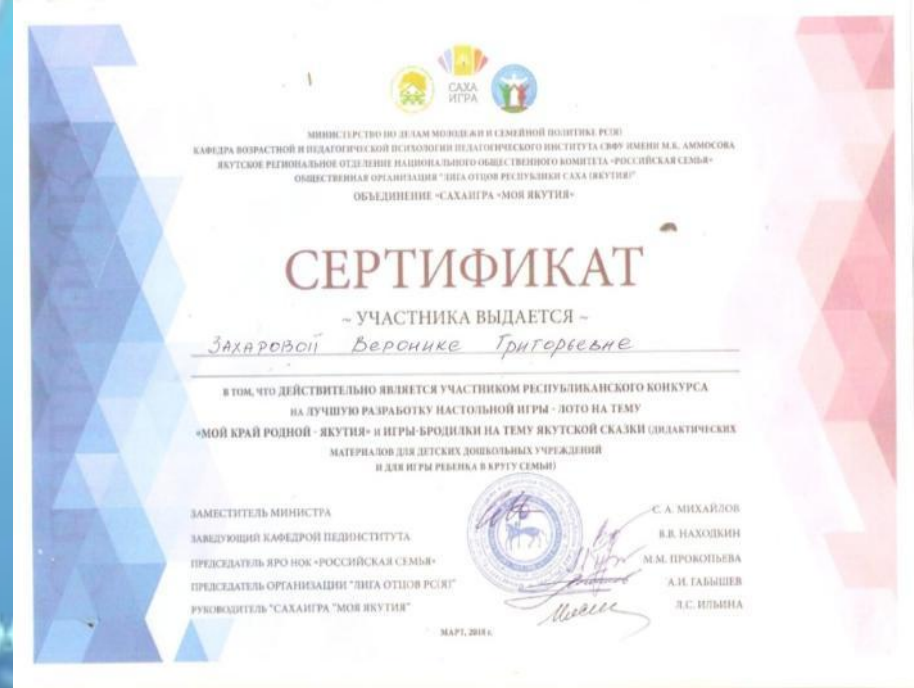 САХА
ИГРА
МИНИСТЕРСТВО ПО ДЕЛАМ МОЛОДЕЖИ И СЕМЕЙНОЙ ПОЛИТИКЕ РС(Я)
КАФЕДРА ВОЗРАСТНОЙ И ПЕДАГОГИЧЕСКОЙ ПСИХОЛОГИИ ПЕДАГОГИЧЕСКОГО ИНСТИТУТА СВФУ ИМЕНИ М.К. АММОСОВА
ЯКУТСКОЕ РЕГИОНАЛЬНОЕ ОТДЕЛЕНИЕ НАЦИОНАЛЬНОГО ОБЩЕСТВЕННОГО КОМИТЕТА «РОССИЙСКАЯ СЕМЬЯ»
ОБЩЕСТВЕННАЯ ОРГАНИЗАЦИЯ "ЛИГА ОТЦОВ РЕСПУБЛИКИ САХА (ЯКУТИЯ)"
ОБЪЕДИНЕНИЕ «САХАИГРА «МОЯ ЯКУТИЯ»
СЕРТИФИКАТ
~ УЧАСТНИКА ВЫДАЕТСЯ ~
Захаровой Веронике Григорьевне
В ТОМ, ЧТО ДЕЙСТВИТЕЛЬНО ЯВЛЯЕТСЯ УЧАСТНИКОМ РЕСПУБЛИКАНСКОГО КОНКУРСА
НА ЛУЧШУЮ РАЗРАБОТКУ НАСТОЛЬНОЙ ИГРЫ - ЛОТО НА ТЕМУ
«МОЙ КРАЙ РОДНОЙ - ЯКУТИЯ» И ИГРЫ-БРОДИЛКИ НА ТЕМУ ЯКУТСКОЙ СКАЗКИ (ДИДАКТИЧЕСКИХ
МАТЕРИАЛОВ ДЛЯ ДЕТСКИХ ДОШКОЛЬНЫХ УЧРЕЖДЕНИЙ
И ДЛЯ ИГРЫ РЕБЕНКА В КРУГУ СЕМЬИ)
ЗАМЕСТИТЕЛЬ МИНИСТРА С. А. МИХАЙЛОВ
ЗАВЕДУЮЩИЙ КАФЕДРОЙ ПЕДИНСТИТУТА В.В. НАХОДКИН
ПРЕДСЕДАТЕЛЬ ЯРО НОК «РОССИЙСКАЯ СЕМЬЯ» М.М. ПРОКОПЬЕВА
ПРЕДСЕДАТЕЛЬ ОРГАНИЗАЦИИ "ЛИГА ОТЦОВ РС(Я)" А.И. ГАБЫШЕВ
РУКОВОДИТЕЛЬ "САХАИГРА "МОЯ ЯКУТИЯ" Л.С. ИЛЬИНА
МАРТ, 2018 г.